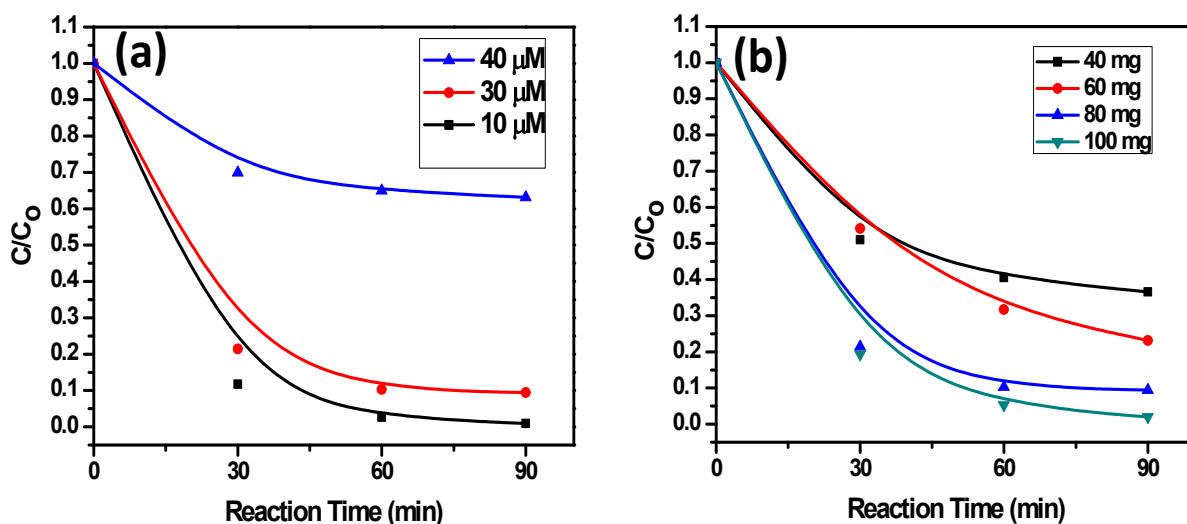 (a)
40 μM
30 μM
10 μM
1.1
1.0
0.9
0.8
0.7
0.6
0.5
0.4
0.3
0.2
0.1
0.0
C/Co
0 30 60 90
Reaction Time (min)
(b)
40 mg
60 mg
80 mg
100 mg
1.1
1.0
0.9
0.8
0.7
0.6
0.5
0.4
0.3
0.2
0.1
0.0
C/Co
0 30 60 90
Reaction Time (min)